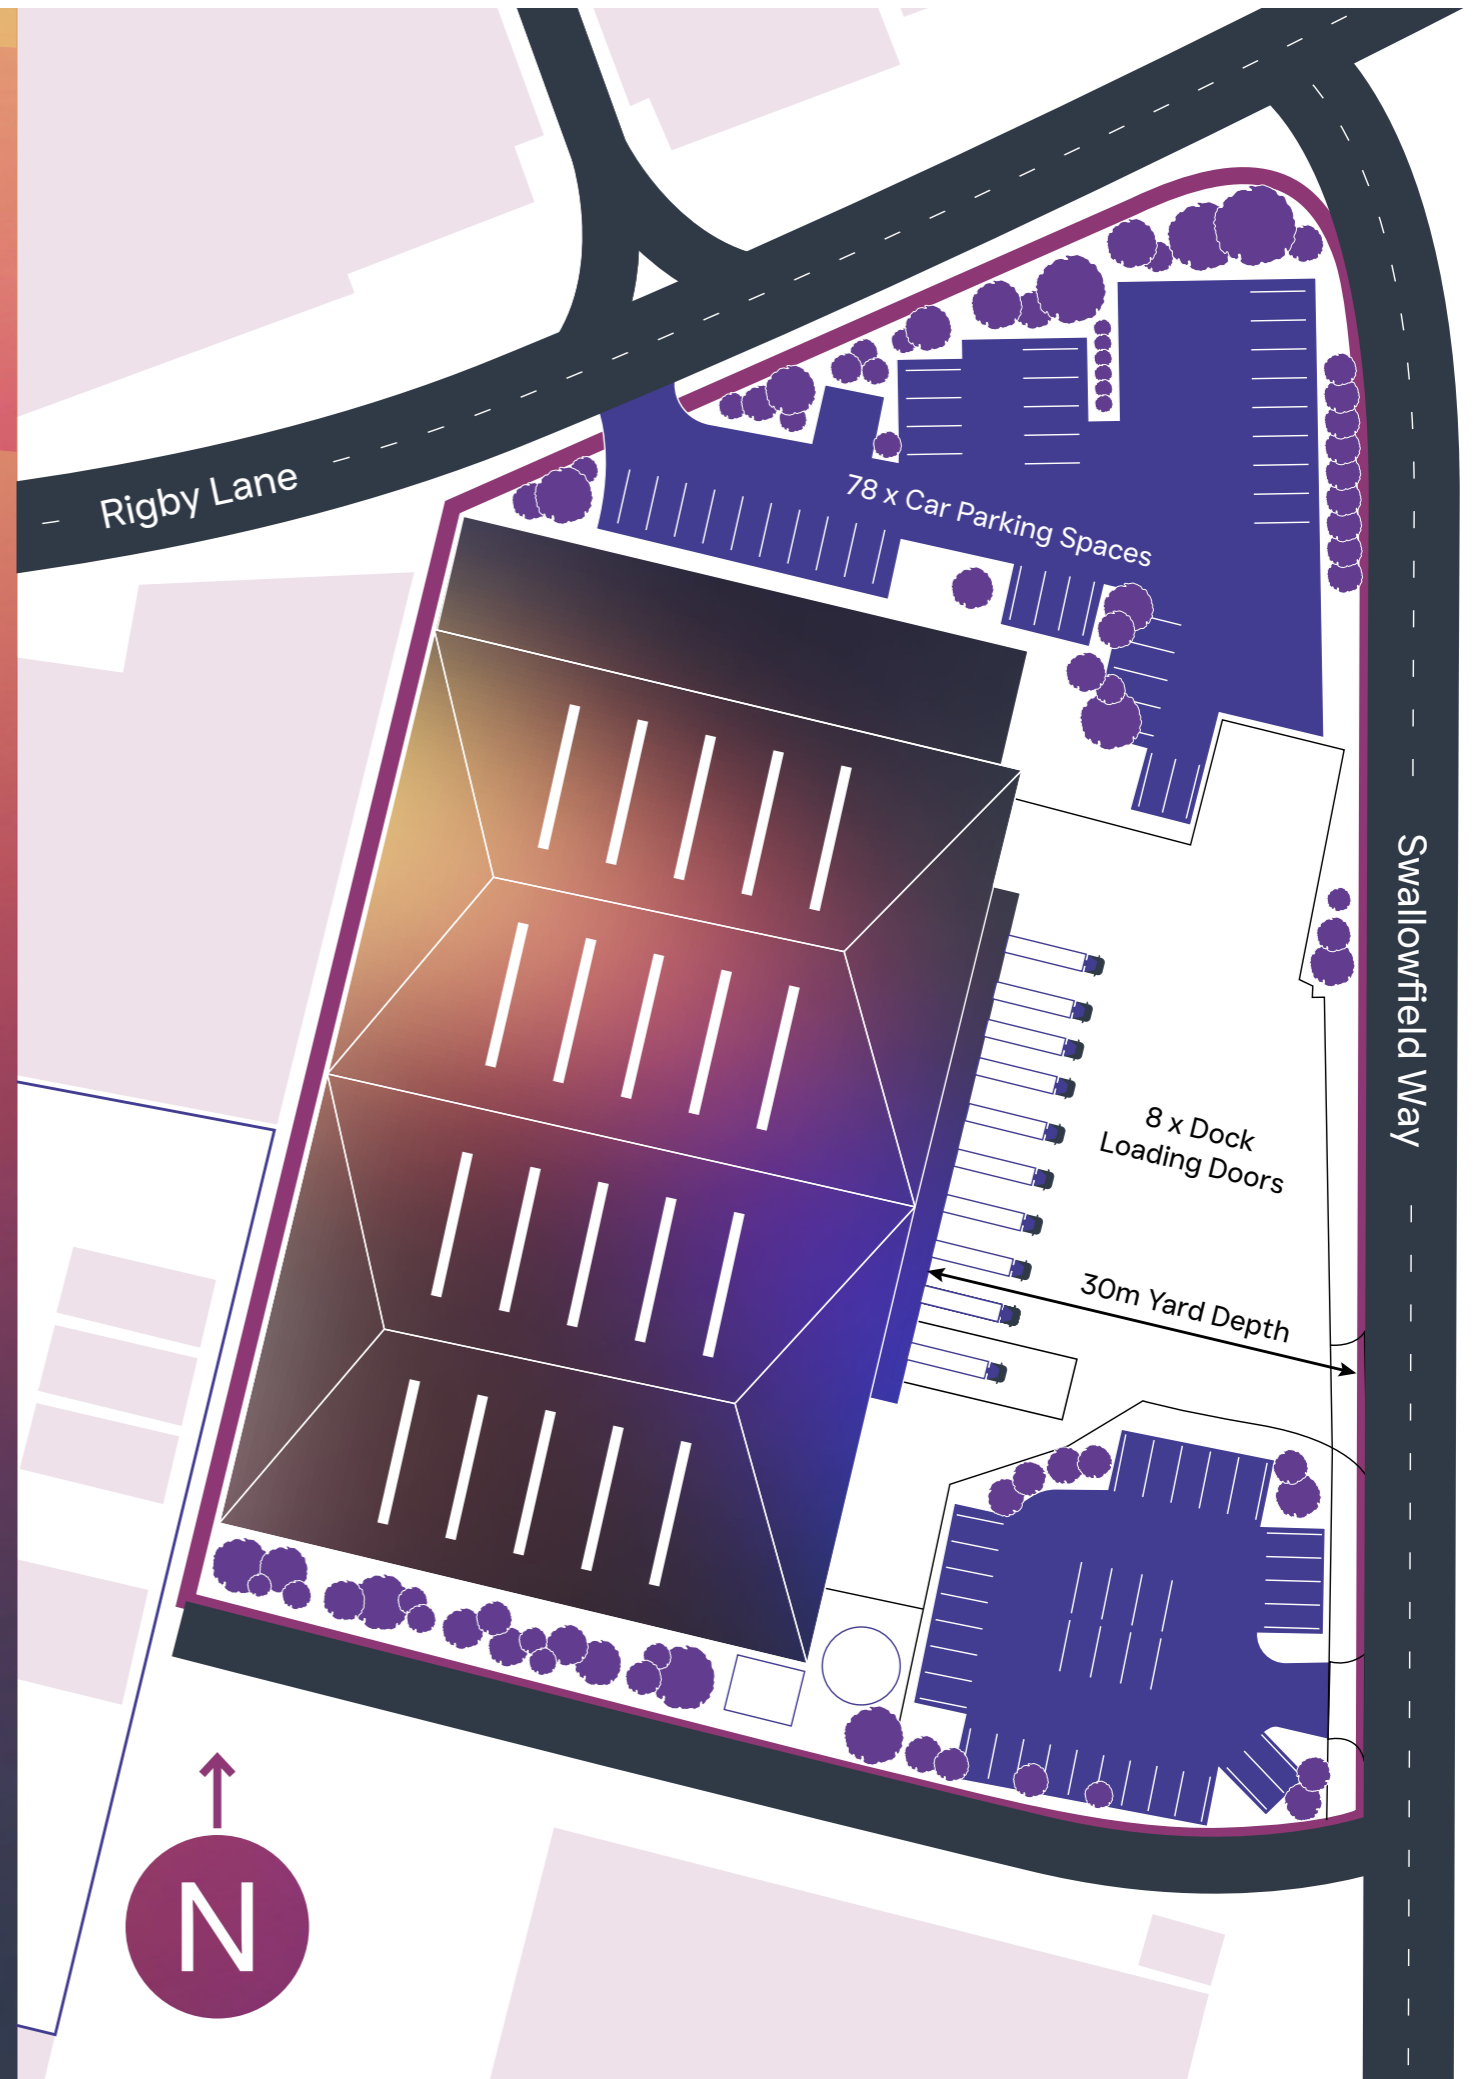 Rigby Lane
78 x Car Parking Spaces
Swallowfield Way
8 x Dock
Loading Doors
30m Yard Depth
N